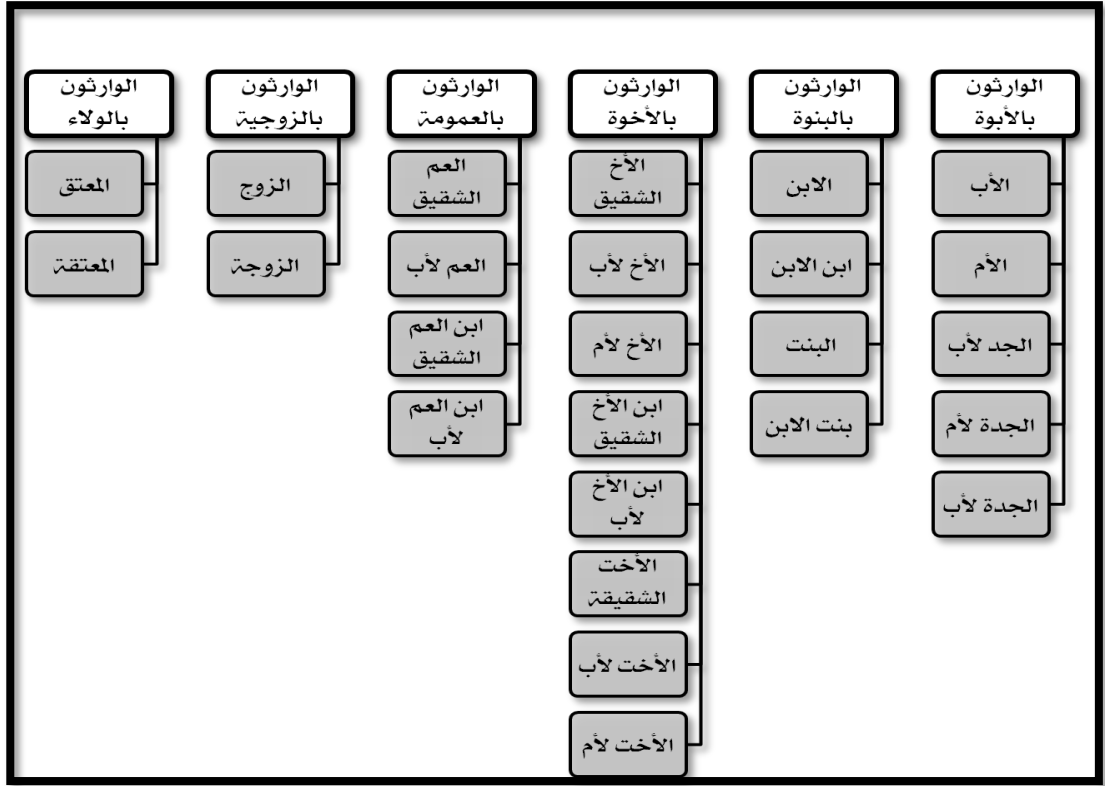 الوارثون
بالأبوة
الأب
الأم
الجد لأب
الجدة لأم
الجدة لأب
الوارثون
بالبنوة
الابن
ابن الابن
البنت
بنت الابن
الوارثون
بالأخوة
الأخ
الشقيق
الأخ لأب
الأخ لأم
ابن الأخ
الشقيق
ابن الأخ
لأب
الأخت
الشقيقة
الأخت لأب
الأخت لأم
الوارثون
بالعمومة
العم
الشقيق
العم لأب
ابن العم
الشقيق
ابن العم
لأب
الوارثون
بالزوجية
الزوج
الزوجة
الوارثون
بالولاء
المعتق
المعتقة